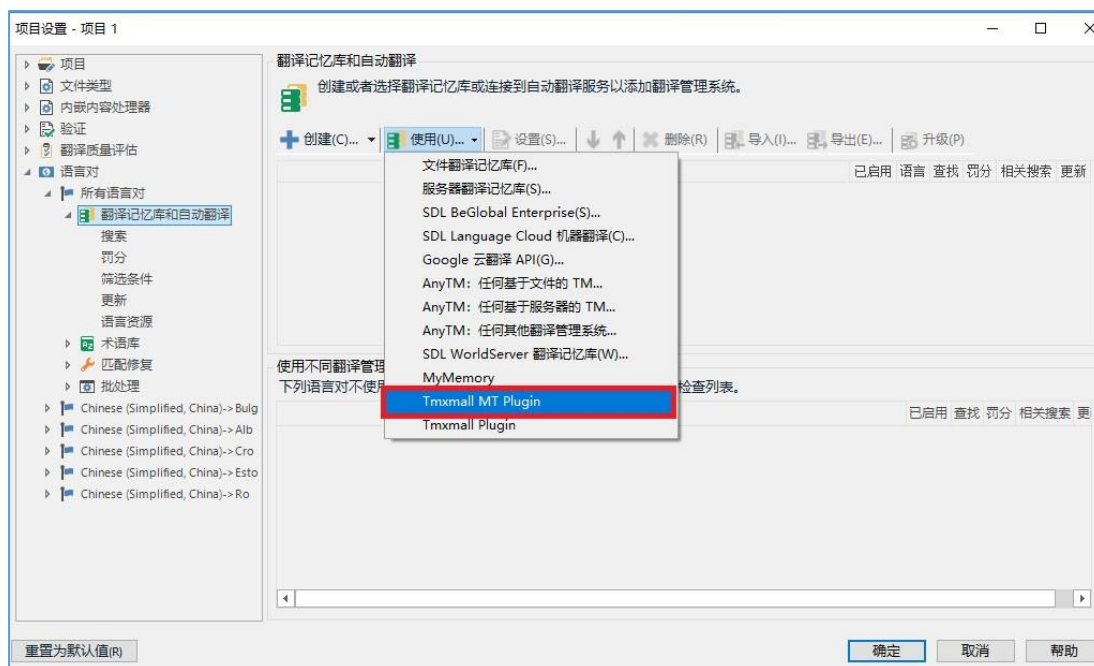 项目设置 - 项目 1
项目
文件类型
内嵌内容处理器
验证
翻译质量评估
语言对
所有语言对
翻译记忆库和自动翻译
搜索
罚分
筛选条件
更新
语言资源
术语库
匹配修复
批处理
Chinese (Simplified, China)->Bulg
Chinese (Simplified, China)->Alb
Chinese (Simplified, China)->Cro
Chinese (Simplified, China)->Esto
Chinese (Simplified, China)->Ro
翻译记忆库和自动翻译
创建或者选择翻译记忆库或连接到自动翻译服务以添加翻译管理系统。
创建(C)... 使用(U)... 设置(S)... 删除(R) 导入(I)... 导出(E)... 升级(P)
已启用 语言 查找 罚分 相关搜索 更新
文件翻译记忆库(F)...
服务器翻译记忆库(S)...
SDL BeGlobal Enterprise(S)...
SDL Language Cloud 机器翻译(C)...
Google 云翻译 API(G)...
AnyTM: 任何基于文件的 TM...
AnyTM: 任何基于服务器的 TM...
AnyTM: 任何其他翻译管理系统...
SDL WorldServer 翻译记忆库(W)...
MyMemory
Tmxmall MT Plugin
Tmxmall Plugin
使用不同翻译管理
下列语言对不使用 检查列表。
已启用 查找 罚分 相关搜索 更
重置为默认值(R) 确定 取消 帮助